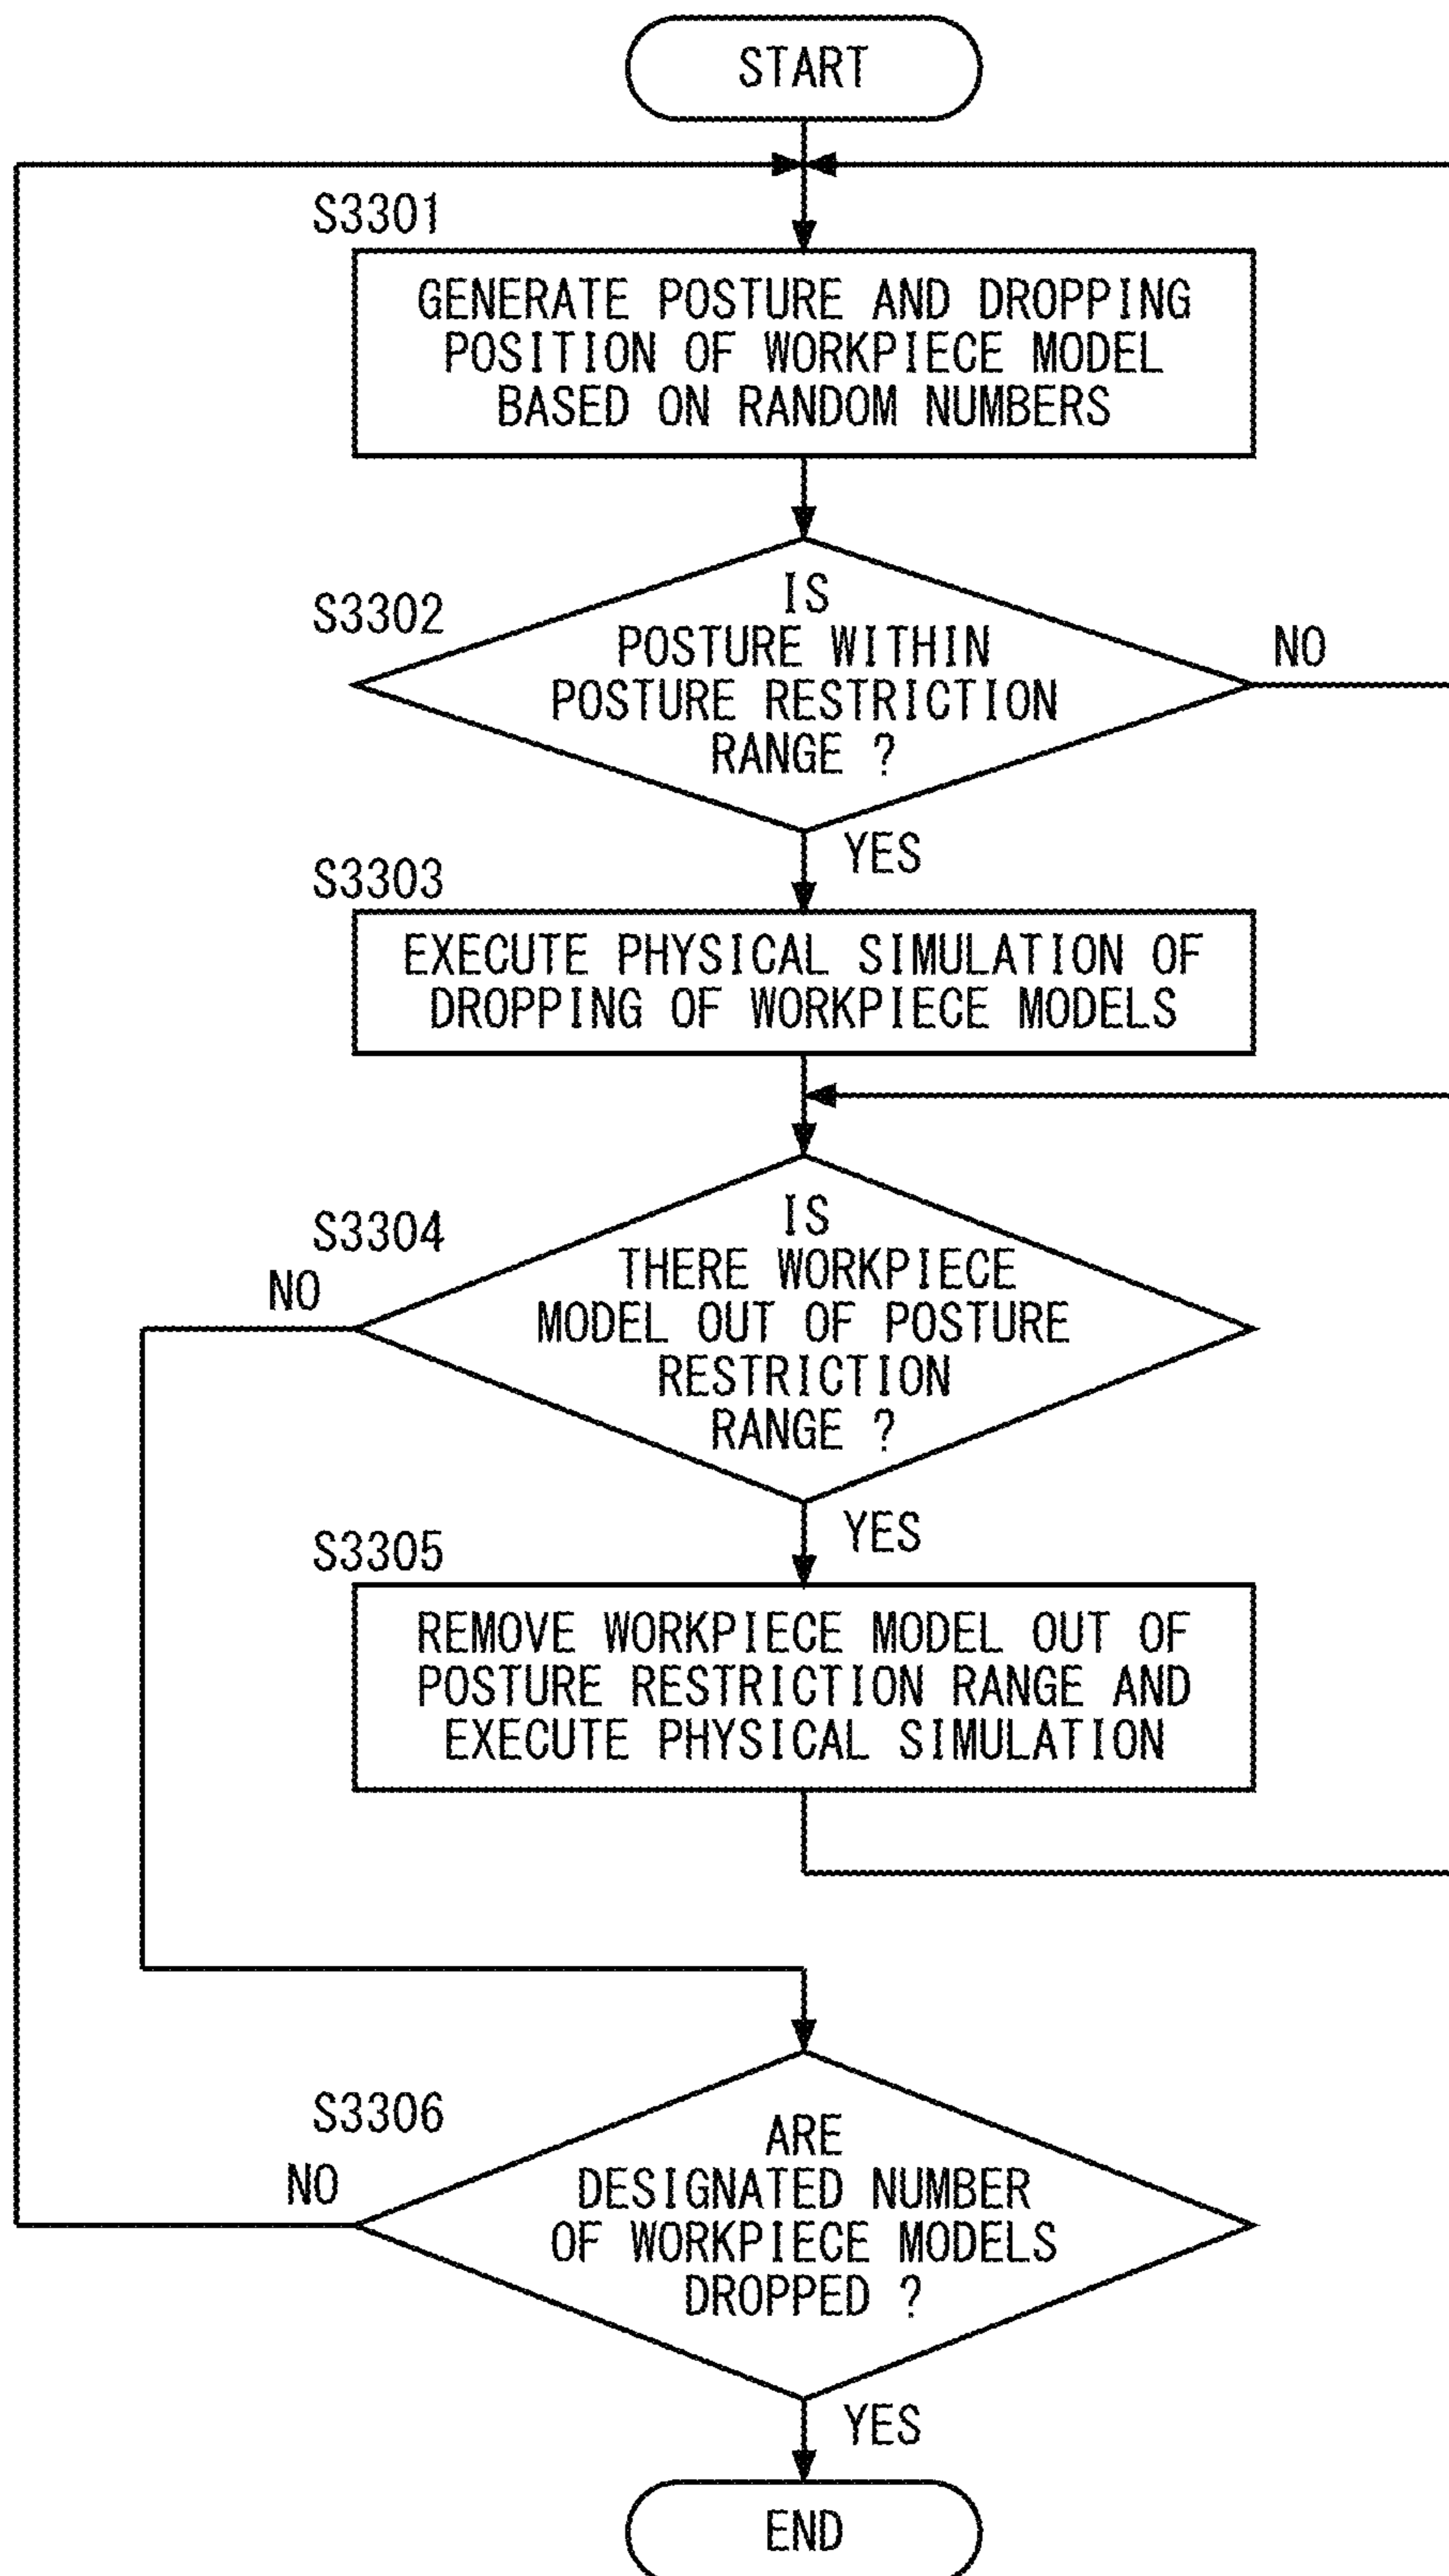 START
S3301
GENERATE POSTURE AND DROPPING
POSITION OF WORKPIECE MODEL
BASED ON RANDOM NUMBERS
S3302
IS
POSTURE WITHIN
POSTURE RESTRICTION
RANGE ?
NO
YES
S3303
EXECUTE PHYSICAL SIMULATION OF
DROPPING OF WORKPIECE MODELS
S3304
NO
IS
THERE WORKPIECE
MODEL OUT OF POSTURE
RESTRICTION
RANGE ?
YES
S3305
REMOVE WORKPIECE MODEL OUT OF
POSTURE RESTRICTION RANGE AND
EXECUTE PHYSICAL SIMULATION
S3306
NO
ARE
DESIGNATED NUMBER
OF WORKPIECE MODELS
DROPPED ?
YES
END